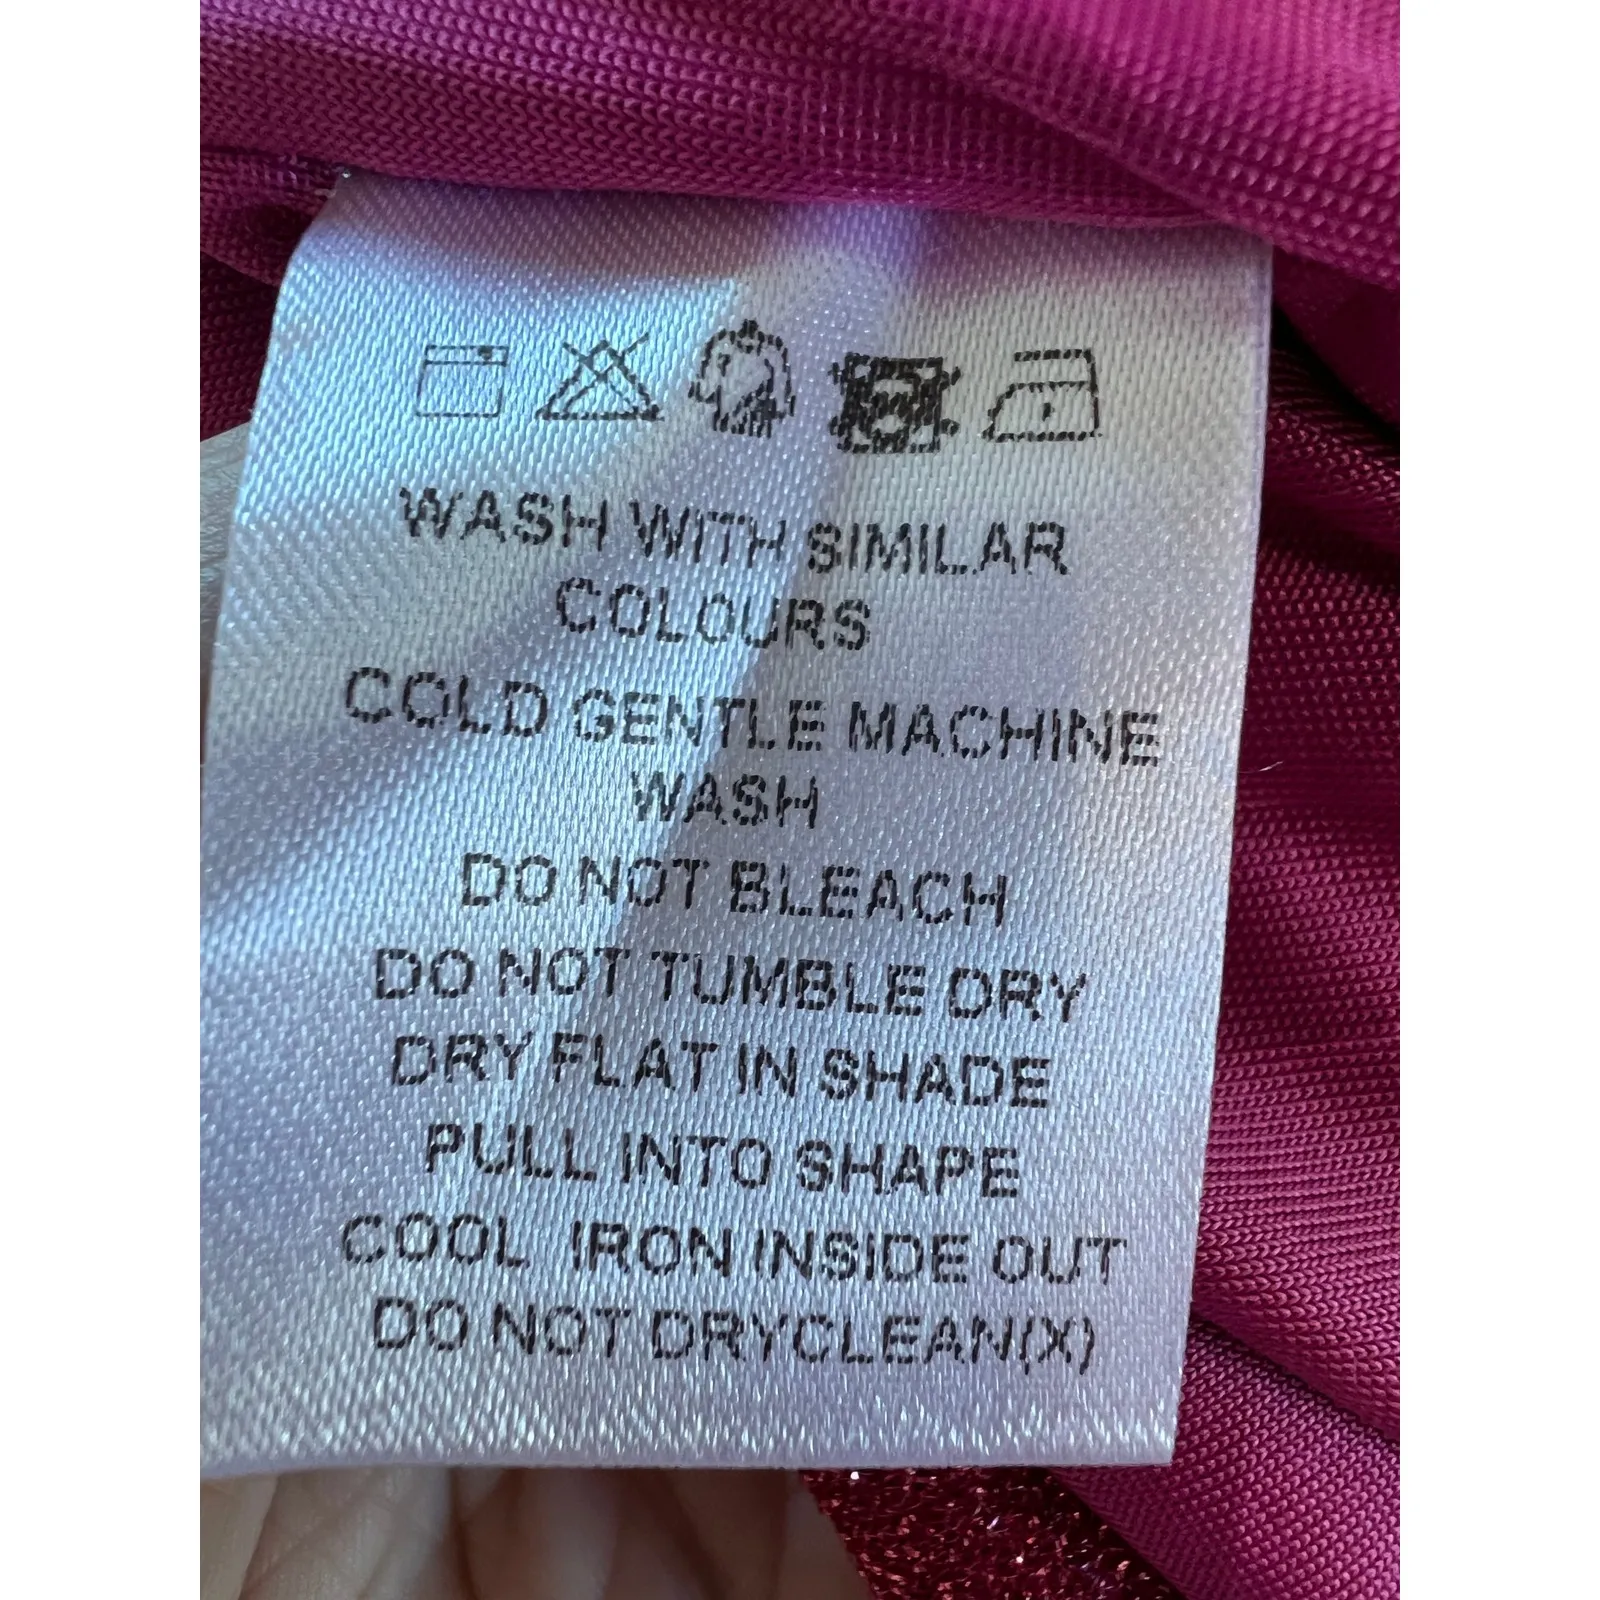 WASH WITH SIMILAR
COLOURS
COLD GENTLE MACHINE
WASH
DO NOT BLEACH
DO NOT TUMBLE DRY
DRY FLAT IN SHADE
PULL INTO SHAPE
COOL IRON INSIDE OUT
DO NOT DRYCLEAN(X)